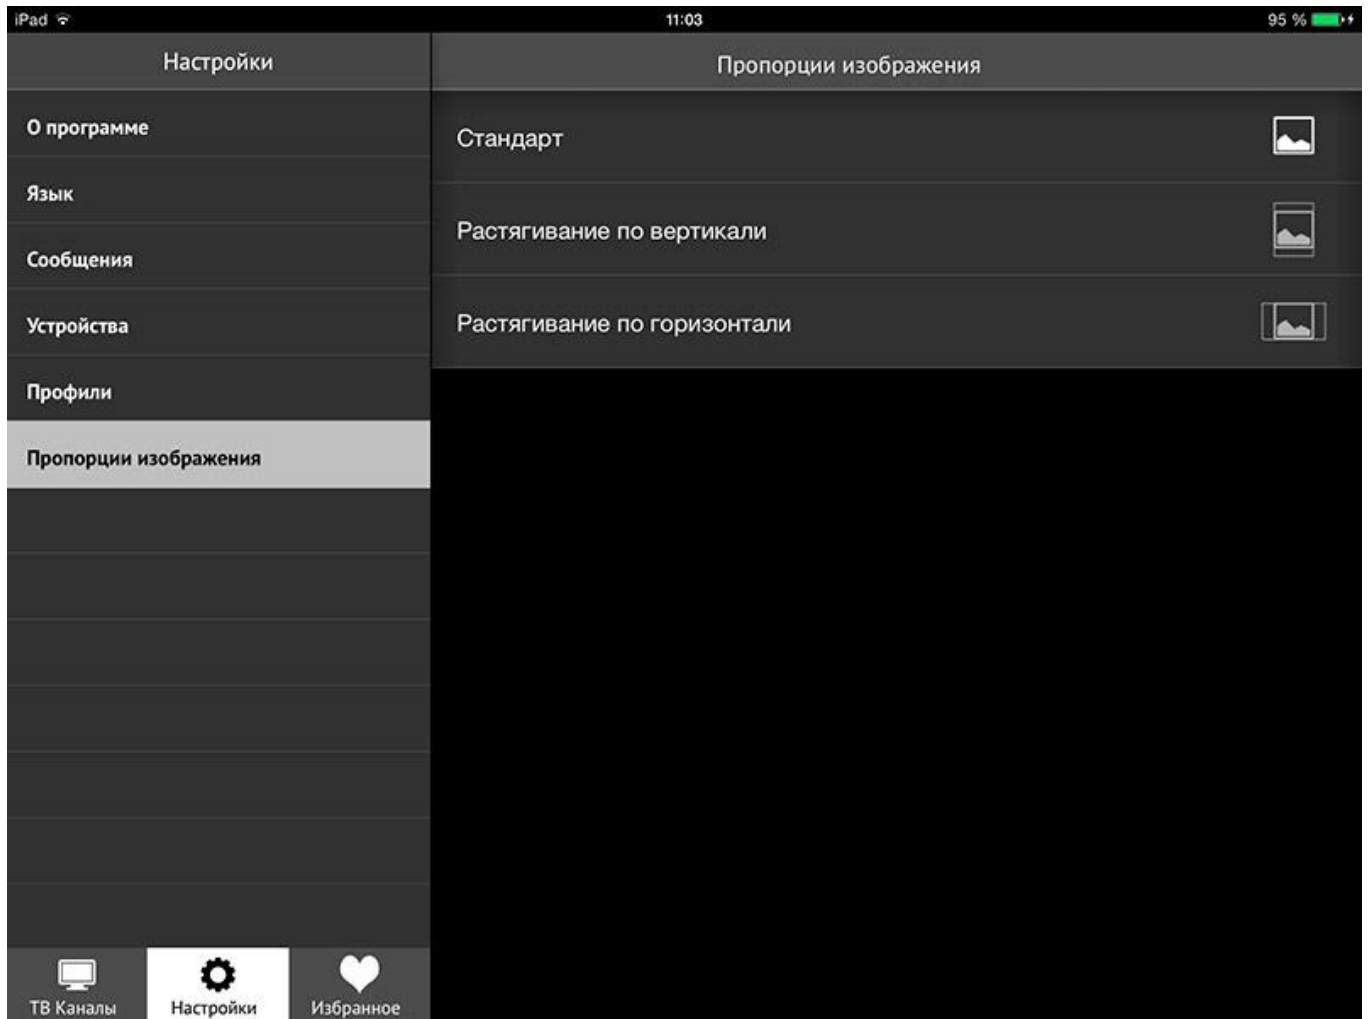 iPad 11:03 95 %
Настройки
Пропорции изображения
О программе
Язык
Сообщения
Устройства
Профили
Пропорции изображения
Стандарт
Растягивание по вертикали
Растягивание по горизонтали
ТВ Каналы Настройки Избранное